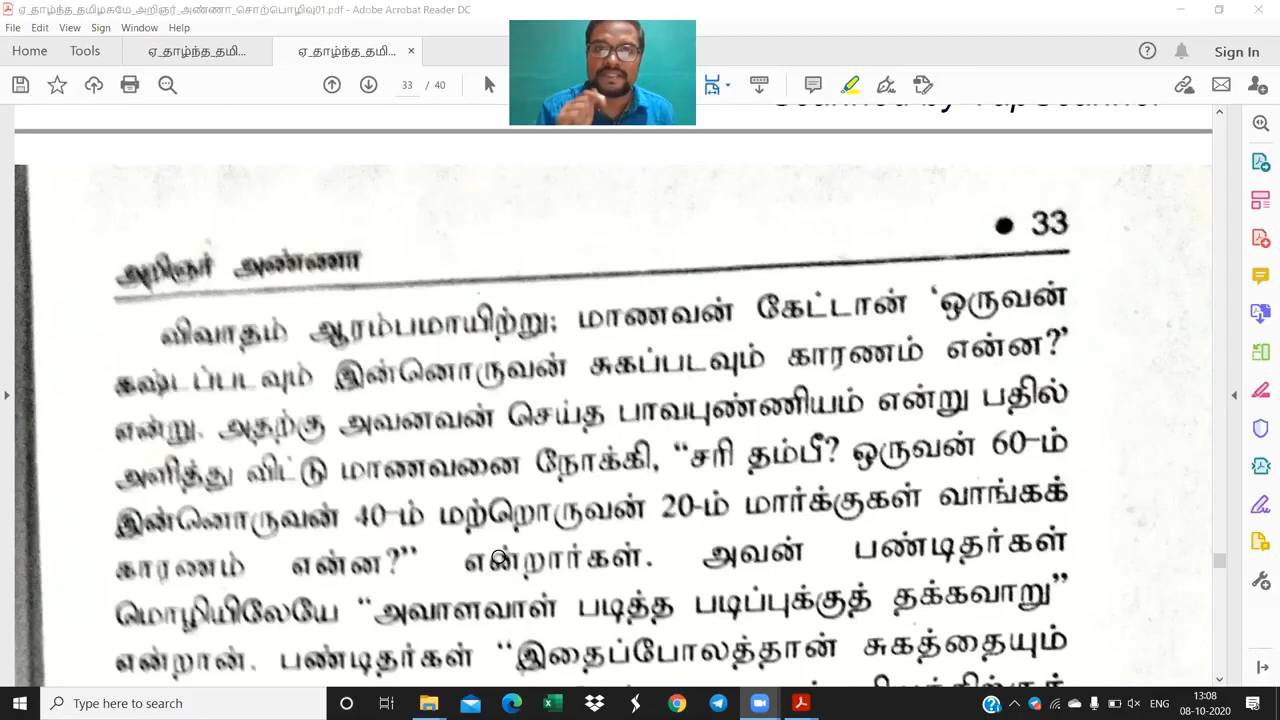 ஏ_தாழ்ந்த_தமிழகமே_அறிஞர்_அண்ணா_சொற்பொழிவு01.pdf - Adobe Acrobat Reader DC
File Edit View Sign Window Help
Home Tools ஏ_தாழ்ந்த_தமி... ஏ_தாழ்ந்த_தமி... × Sign In
33 / 40
அறிஞர் அண்ணா ● 33
விவாதம் ஆரம்பமாயிற்று; மாணவன் கேட்டான் ‘ஒருவன்
கஷ்டப்படவும் இன்னொருவன் சுகப்படவும் காரணம் என்ன?’
என்று. அதற்கு அவனவன் செய்த பாவபுண்ணியம் என்று பதில்
அளித்து விட்டு மாணவனை நோக்கி, “சரி தம்பீ? ஒருவன் 60-ம்
இன்னொருவன் 40-ம் மற்றொருவன் 20-ம் மார்க்குகள் வாங்கக்
காரணம் என்ன?” என்றார்கள். அவன் பண்டிதர்கள்
மொழியிலேயே “அவாளவாள் படித்த படிப்புக்குத் தக்கவாறு”
என்றான். பண்டிதர்கள் “இதைப்போலத்தான் சுகத்தையும்
Type here to search
13:08
08-10-2020